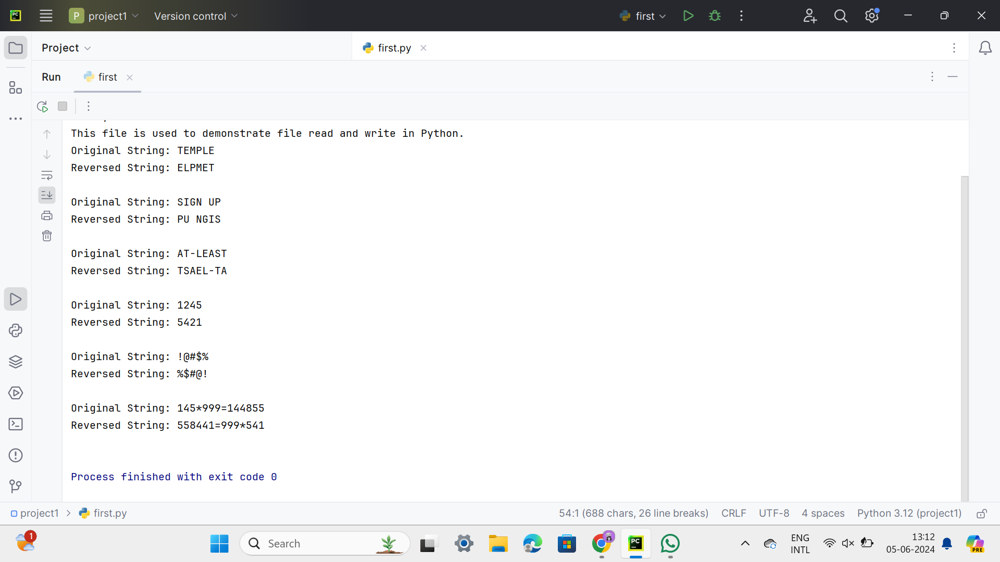 PC
P project1 Version control first
Project first.py
Run first
This file is used to demonstrate file read and write in Python.
Original String: TEMPLE
Reversed String: ELPMET
Original String: SIGN UP
Reversed String: PU NGIS
Original String: AT-LEAST
Reversed String: TSAEL-TA
Original String: 1245
Reversed String: 5421
Original String: !@#$%
Reversed String: %$#@!
Original String: 145*999=144855
Reversed String: 558441=999*541
Process finished with exit code 0
project1 > first.py 54:1 (688 chars, 26 line breaks) CRLF UTF-8 4 spaces Python 3.12 (project1)
1 Search PC ENG 13:12
INTL 05-06-2024 PRE